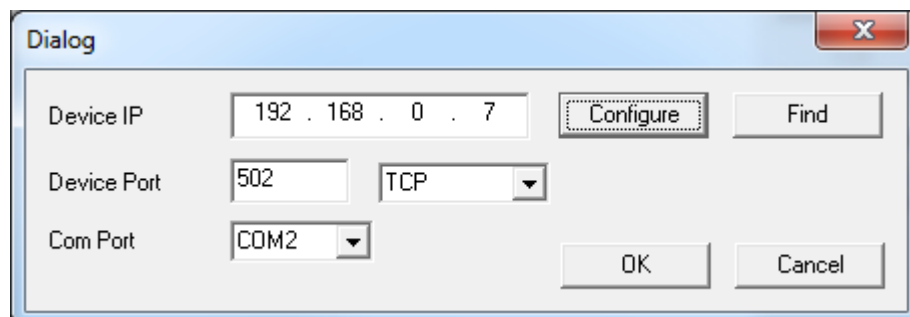 Dialog
Device IP 192 . 168 . 0 . 7 Configure Find
Device Port 502 TCP
Com Port COM2
OK Cancel